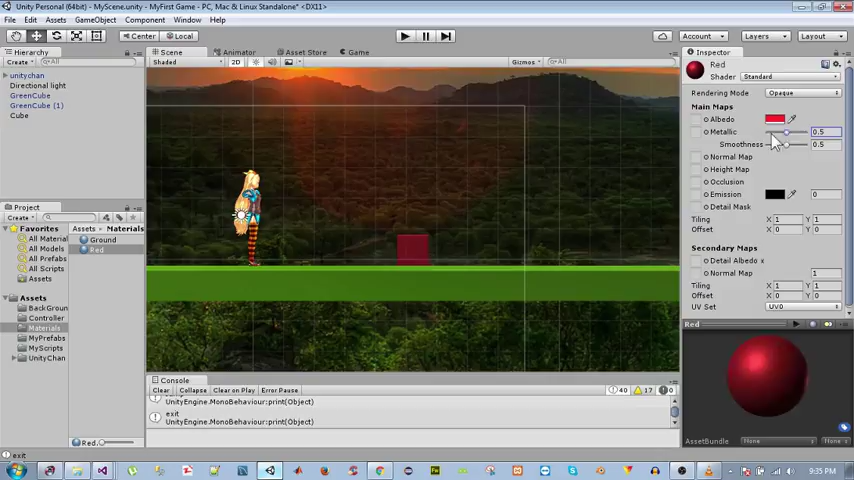 Unity Personal (64bit) - MyScene.unity - MyFirst Game - PC, Mac & Linux Standalone* <DX11>
File Edit Assets GameObject Component Window Help
Center Local Account Layers Layout
Hierarchy Scene Animator Asset Store Game Inspector
Create All Shaded 2D Gizmos All Red
Shader Standard
unitychan
Directional light
GreenCube
GreenCube (1)
Cube
Rendering Mode Opaque
Main Maps
Albedo
Metallic 0.5
Smoothness 0.5
Normal Map
Height Map
Occlusion
Emission 0
Detail Mask
Tiling X 1 Y 1
Offset X 0 Y 0
Secondary Maps
Detail Albedo x
Normal Map 1
Tiling X 1 Y 1
Offset X 0 Y 0
UV Set UV0
Project
Create
Favorites
All Material
All Models
All Prefabs
All Scripts
Assets
Assets
BackGroun
Controller
Materials
MyPrefabs
MyScripts
UnityChan
Assets Materials
Ground
Red
Red.
Console
Clear Collapse Clear on Play Error Pause 40 17 0
UnityEngine.MonoBehaviour:print(Object)
exit
UnityEngine.MonoBehaviour:print(Object)
Red
AssetBundle None None
exit
9:35 PM